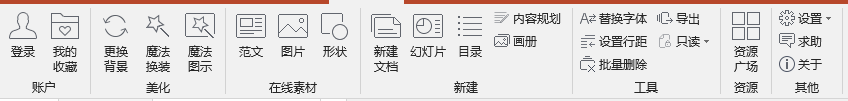 登录
我的
收藏
账户
更换
背景
魔法
换装
魔法
图示
美化
范文
图片
形状
在线素材
新建
文档
幻灯片
目录
内容规划
画册
新建
替换字体
导出
设置行距
只读
批量删除
工具
资源
广场
资源
设置
求助
关于
其他